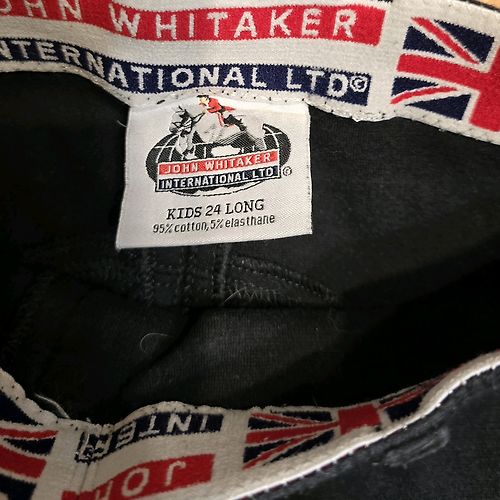 JOHN WHITAKER
INTERNATIONAL LTD©
JOHN WHITAKER
INTERNATIONAL LTD ©
KIDS 24 LONG
95% cotton, 5% elasthane
INTER
JOH